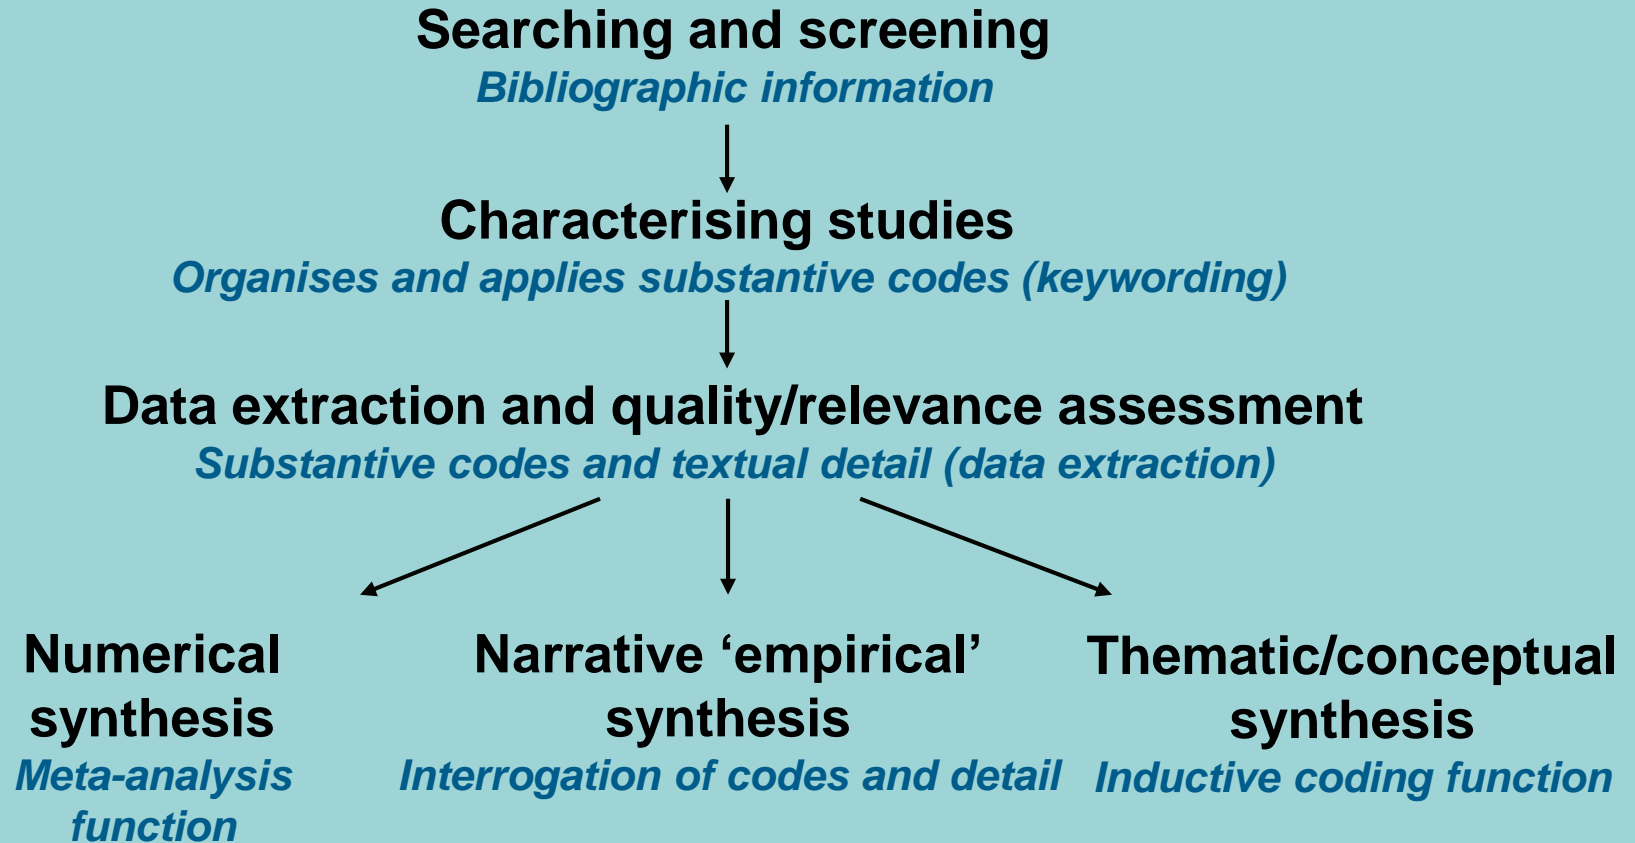 Searching and screening
Bibliographic information
Characterising studies
Organises and applies substantive codes (keywording)
Data extraction and quality/relevance assessment
Substantive codes and textual detail (data extraction)
Numerical
synthesis
Meta-analysis
function
Narrative ‘empirical’
synthesis
Interrogation of codes and detail
Thematic/conceptual
synthesis
Inductive coding function